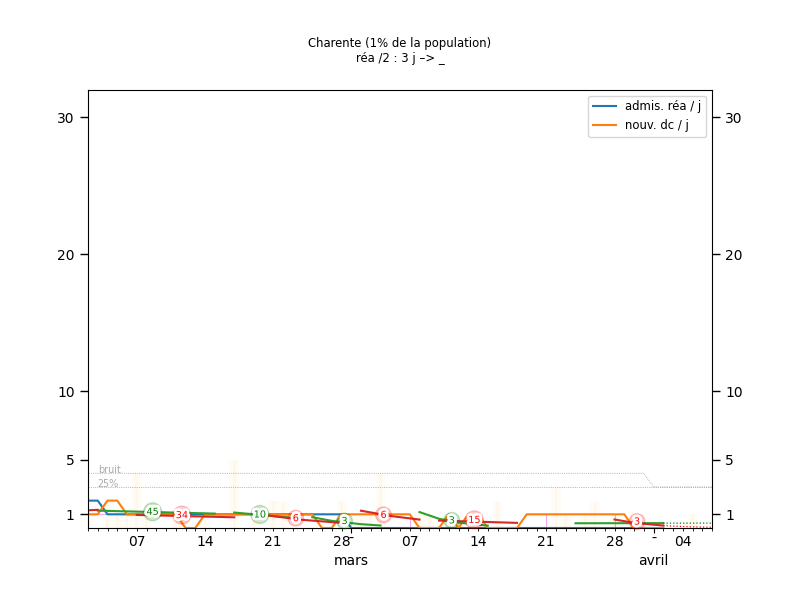 Charente (1% de la population)
réa /2 : 3 j –> _
admis. réa / j
nouv. dc / j
30 30
20 20
10 10
5 5
1 1
bruit
25%
45 34 10 6 3 6 3 15 3
07 14 21 28 - 07 14 21 28 - 04
mars avril